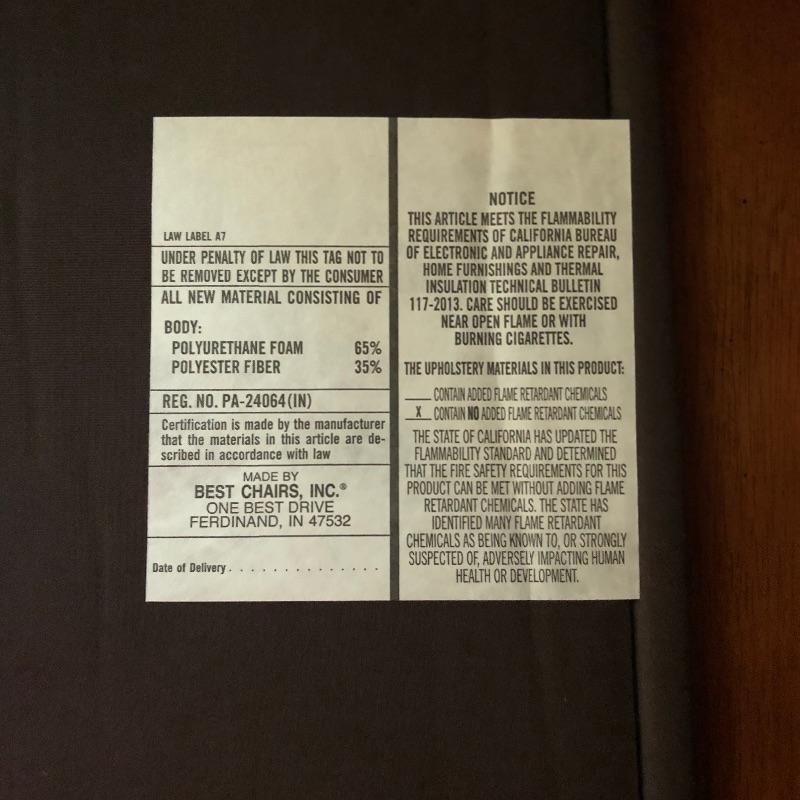 LAW LABEL A7
UNDER PENALTY OF LAW THIS TAG NOT TO
BE REMOVED EXCEPT BY THE CONSUMER
ALL NEW MATERIAL CONSISTING OF
BODY:
POLYURETHANE FOAM 65%
POLYESTER FIBER 35%
REG. NO. PA-24064(IN)
Certification is made by the manufacturer
that the materials in this article are de-
scribed in accordance with law
MADE BY
BEST CHAIRS, INC.®
ONE BEST DRIVE
FERDINAND, IN 47532
Date of Delivery . . . . . . . . . . . . . .
NOTICE
THIS ARTICLE MEETS THE FLAMMABILITY
REQUIREMENTS OF CALIFORNIA BUREAU
OF ELECTRONIC AND APPLIANCE REPAIR,
HOME FURNISHINGS AND THERMAL
INSULATION TECHNICAL BULLETIN
117-2013. CARE SHOULD BE EXERCISED
NEAR OPEN FLAME OR WITH
BURNING CIGARETTES.
THE UPHOLSTERY MATERIALS IN THIS PRODUCT:
____ CONTAIN ADDED FLAME RETARDANT CHEMICALS
_X_ CONTAIN NO ADDED FLAME RETARDANT CHEMICALS
THE STATE OF CALIFORNIA HAS UPDATED THE
FLAMMABILITY STANDARD AND DETERMINED
THAT THE FIRE SAFETY REQUIREMENTS FOR THIS
PRODUCT CAN BE MET WITHOUT ADDING FLAME
RETARDANT CHEMICALS. THE STATE HAS
IDENTIFIED MANY FLAME RETARDANT
CHEMICALS AS BEING KNOWN TO, OR STRONGLY
SUSPECTED OF, ADVERSELY IMPACTING HUMAN
HEALTH OR DEVELOPMENT.